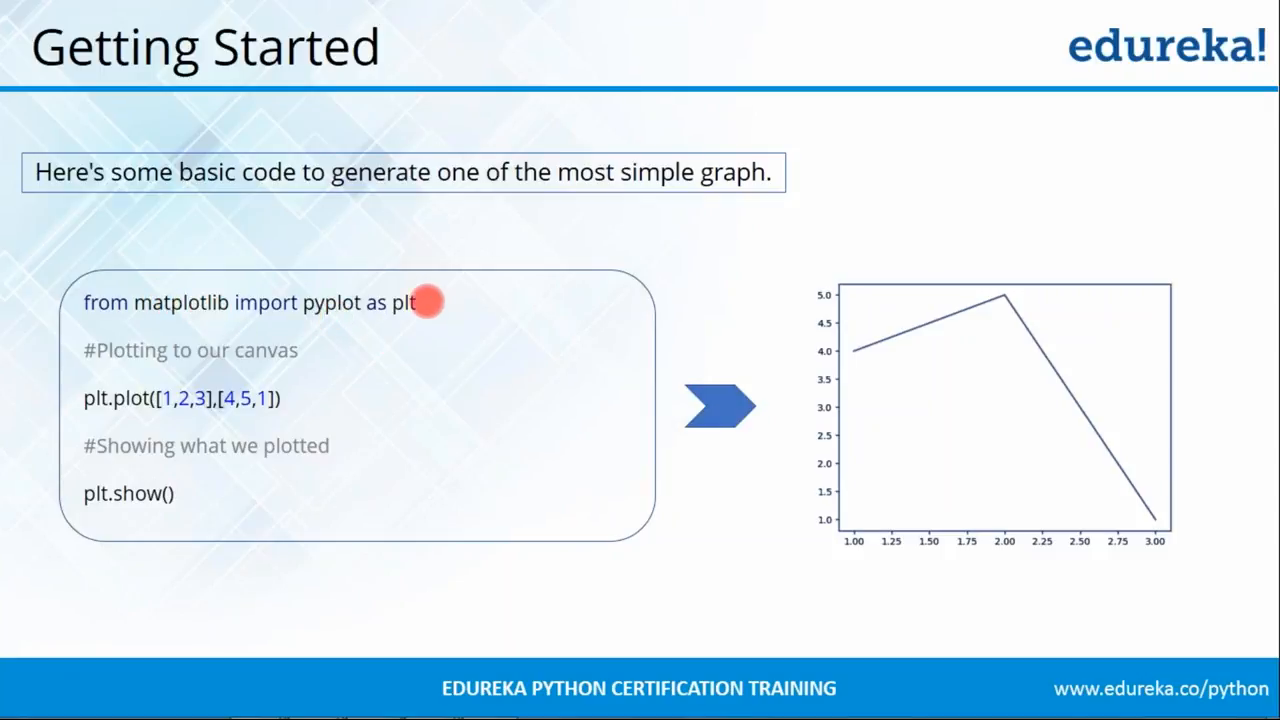 Getting Started
edureka!
Here's some basic code to generate one of the most simple graph.
from matplotlib import pyplot as plt
#Plotting to our canvas
plt.plot([1,2,3],[4,5,1])
#Showing what we plotted
plt.show()
5.0
4.5
4.0
3.5
3.0
2.5
2.0
1.5
1.0
1.00 1.25 1.50 1.75 2.00 2.25 2.50 2.75 3.00
EDUREKA PYTHON CERTIFICATION TRAINING
www.edureka.co/python